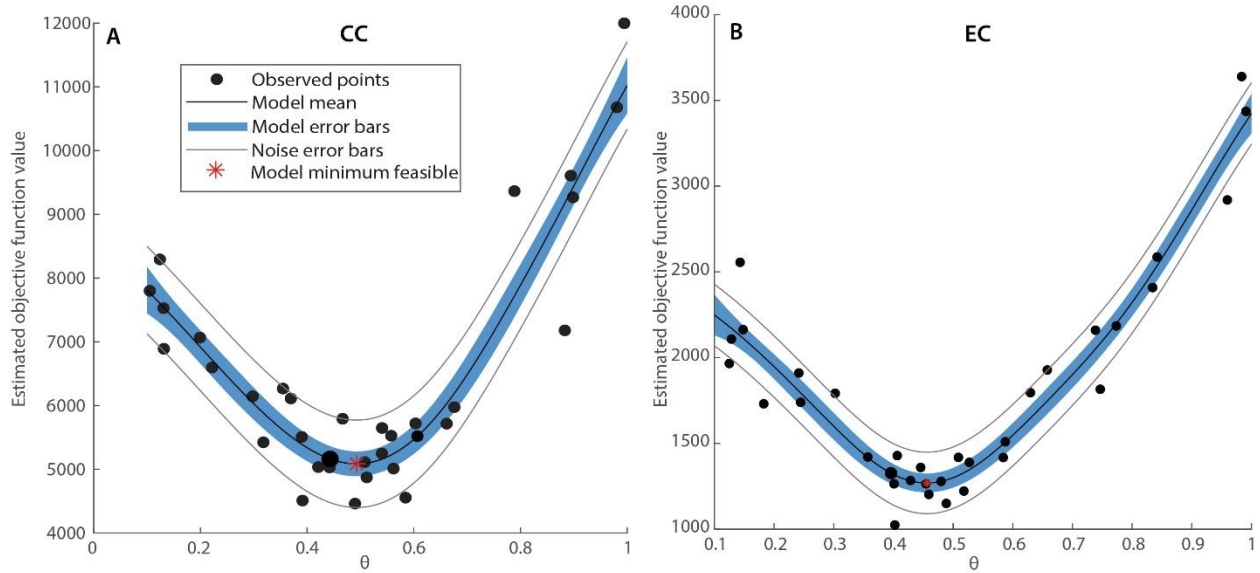 A
CC
Observed points
Model mean
Model error bars
Noise error bars
Model minimum feasible
Estimated objective function value
12000
11000
10000
9000
8000
7000
6000
5000
4000
0
0.2
0.4
0.6
0.8
1
θ
B
EC
Estimated objective function value
4000
3500
3000
2500
2000
1500
1000
0.1
0.2
0.3
0.4
0.5
0.6
0.7
0.8
0.9
1
θ